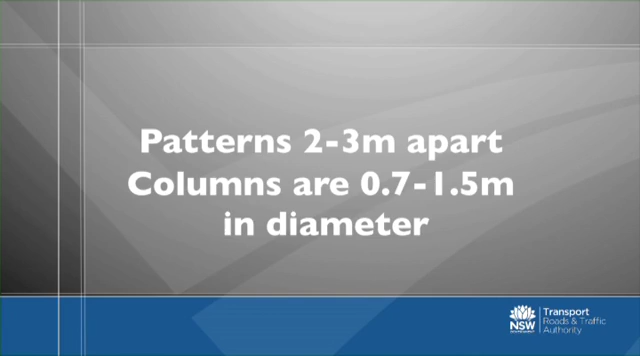 Patterns 2-3m apart
Columns are 0.7-1.5m
in diameter
NSW
Transport
Roads & Traffic
Authority